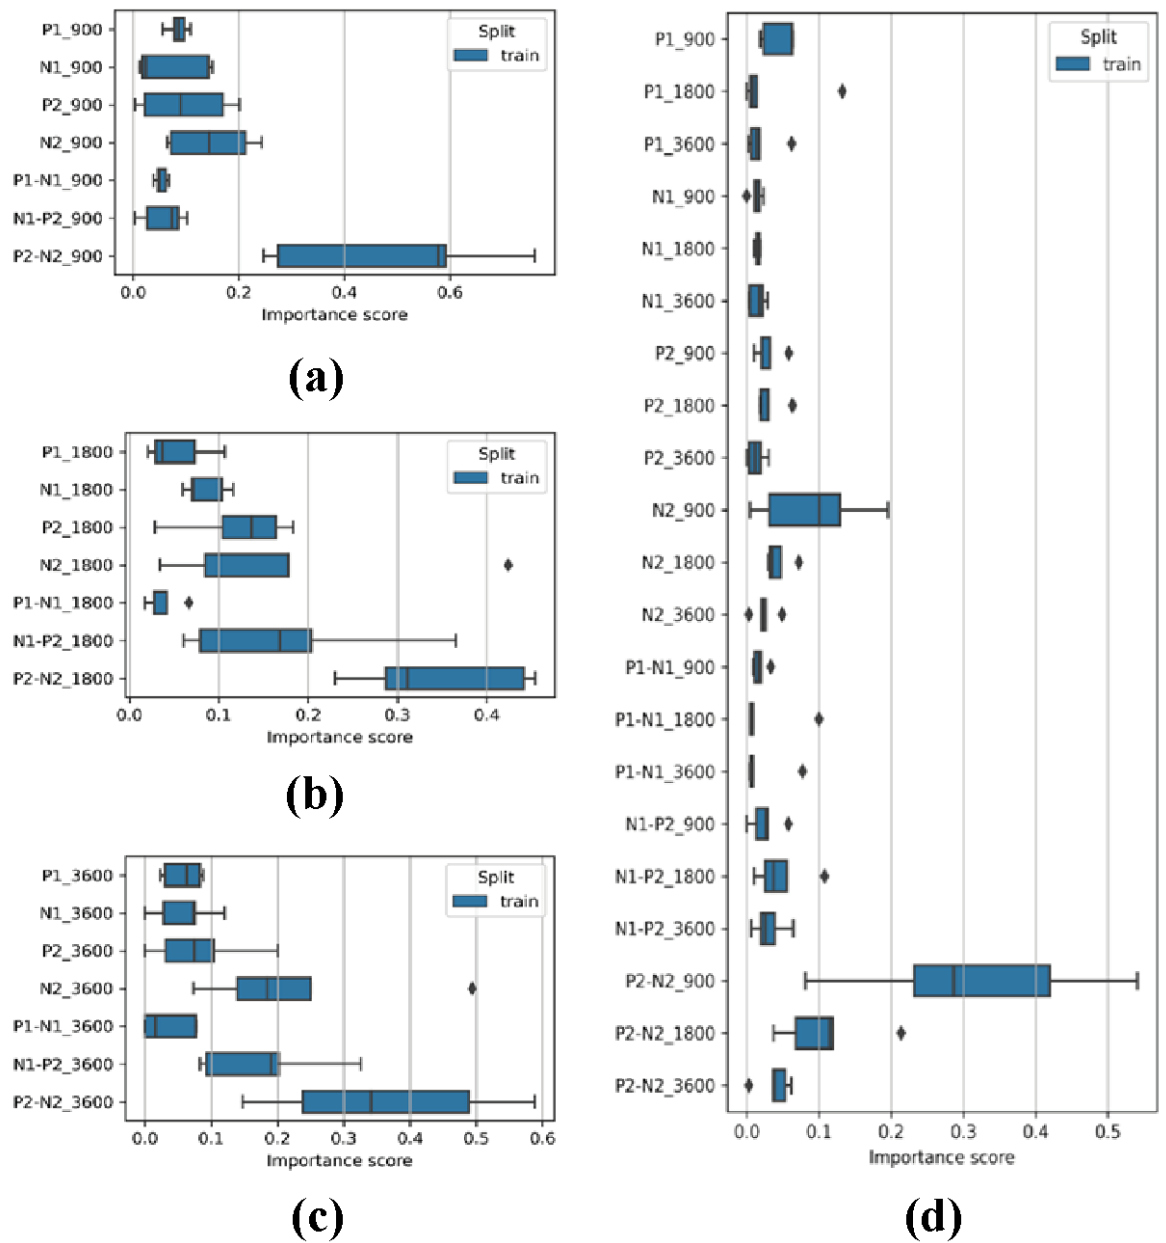 P1_900
N1_900
P2_900
N2_900
P1-N1_900
N1-P2_900
P2-N2_900
Split
train
0.0 0.2 0.4 0.6
Importance score
(a)
P1_1800
N1_1800
P2_1800
N2_1800
P1-N1_1800
N1-P2_1800
P2-N2_1800
Split
train
0.0 0.1 0.2 0.3 0.4
Importance score
(b)
P1_3600
N1_3600
P2_3600
N2_3600
P1-N1_3600
N1-P2_3600
P2-N2_3600
Split
train
0.0 0.1 0.2 0.3 0.4 0.5 0.6
Importance score
(c)
P1_900
P1_1800
P1_3600
N1_900
N1_1800
N1_3600
P2_900
P2_1800
P2_3600
N2_900
N2_1800
N2_3600
P1-N1_900
P1-N1_1800
P1-N1_3600
N1-P2_900
N1-P2_1800
N1-P2_3600
P2-N2_900
P2-N2_1800
P2-N2_3600
Split
train
0.0 0.1 0.2 0.3 0.4 0.5
Importance score
(d)